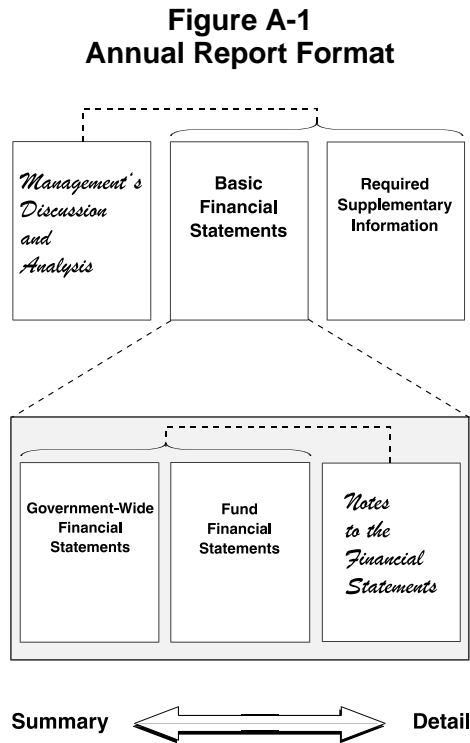 Figure A-1
Annual Report Format
Management's
Discussion
and
Analysis
Basic
Financial
Statements
Required
Supplementary
Information
Government-Wide
Financial
Statements
Fund
Financial
Statements
Notes
to the
Financial
Statements
Summary
Detail